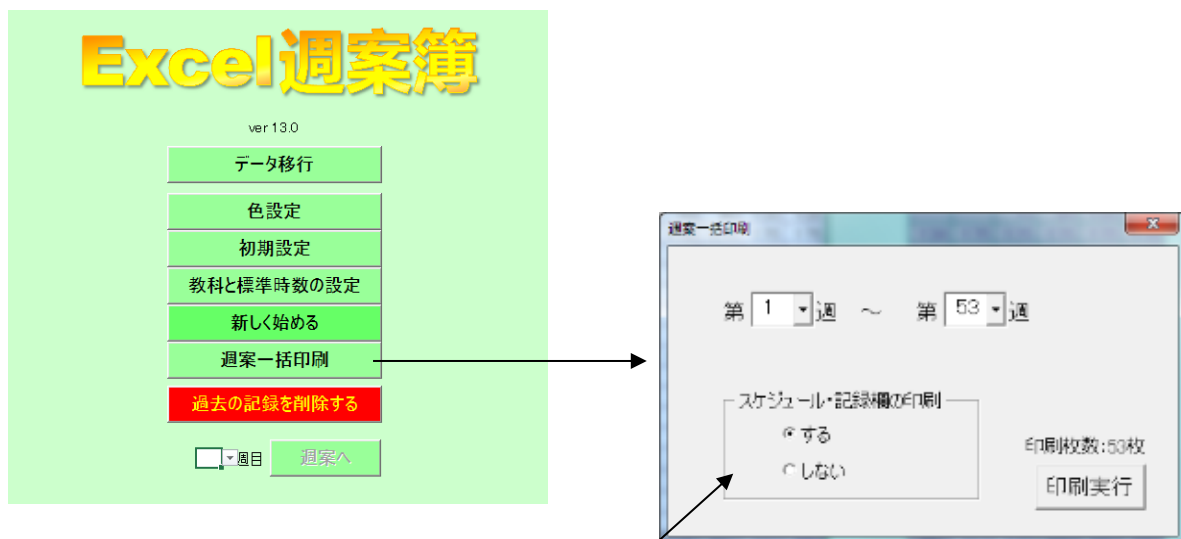 Excel週案簿
ver 13.0
データ移行
色設定
初期設定
教科と標準時数の設定
新しく始める
週案一括印刷
過去の記録を削除する
週目 週案へ
週案一括印刷
第 1 週 ～ 第 53 週
スケジュール・記録欄の印刷
する
しない
印刷枚数:53枚
印刷実行